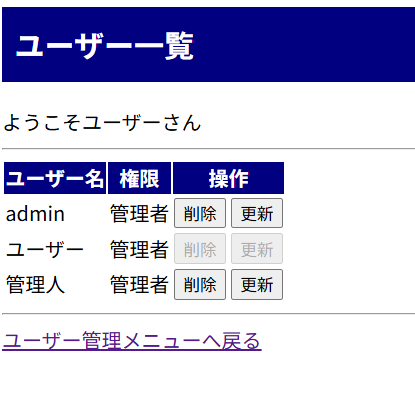 ユーザー一覧
ようこそユーザーさん
ユーザー名 権限 操作
admin 管理者 削除 更新
ユーザー 管理者 削除 更新
管理人 管理者 削除 更新
ユーザー管理メニューへ戻る